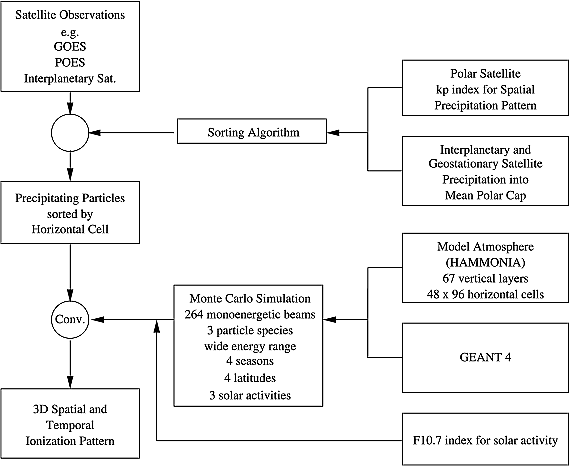 Satellite Observations
e.g.
GOES
POES
Interplanetary Sat.
Sorting Algorithm
Polar Satellite
kp index for Spatial
Precipitation Pattern
Interplanetary and
Geostationary Satellite
Precipitation into
Mean Polar Cap
Precipitating Particles
sorted by
Horizontal Cell
Conv.
Monte Carlo Simulation
264 monoenergetic beams
3 particle species
wide energy range
4 seasons
4 latitudes
3 solar activities
Model Atmosphere
(HAMMONIA)
67 vertical layers
48 x 96 horizontal cells
GEANT 4
3D Spatial and
Temporal
Ionization Pattern
F10.7 index for solar activity